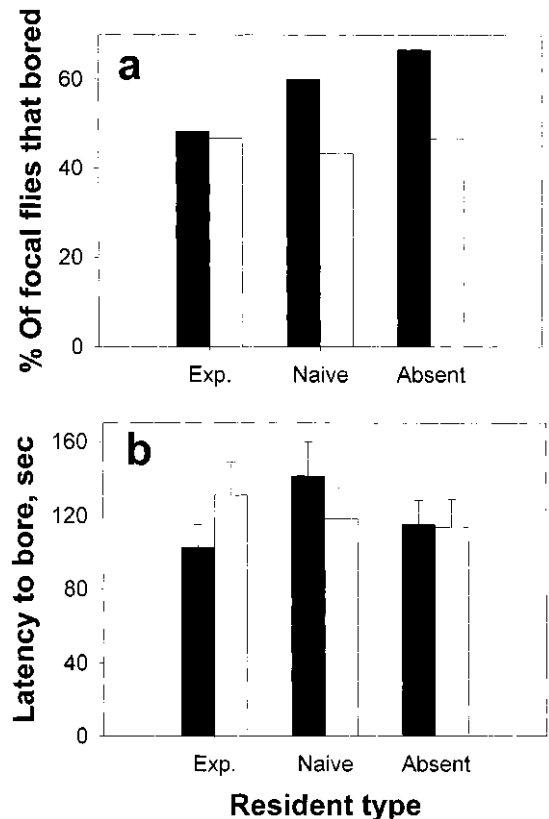 % Of focal flies that bored
a
60
40
20
0
Exp. Naive Absent
Latency to bore, sec
b
160
120
80
40
0
Exp. Naive Absent
Resident type